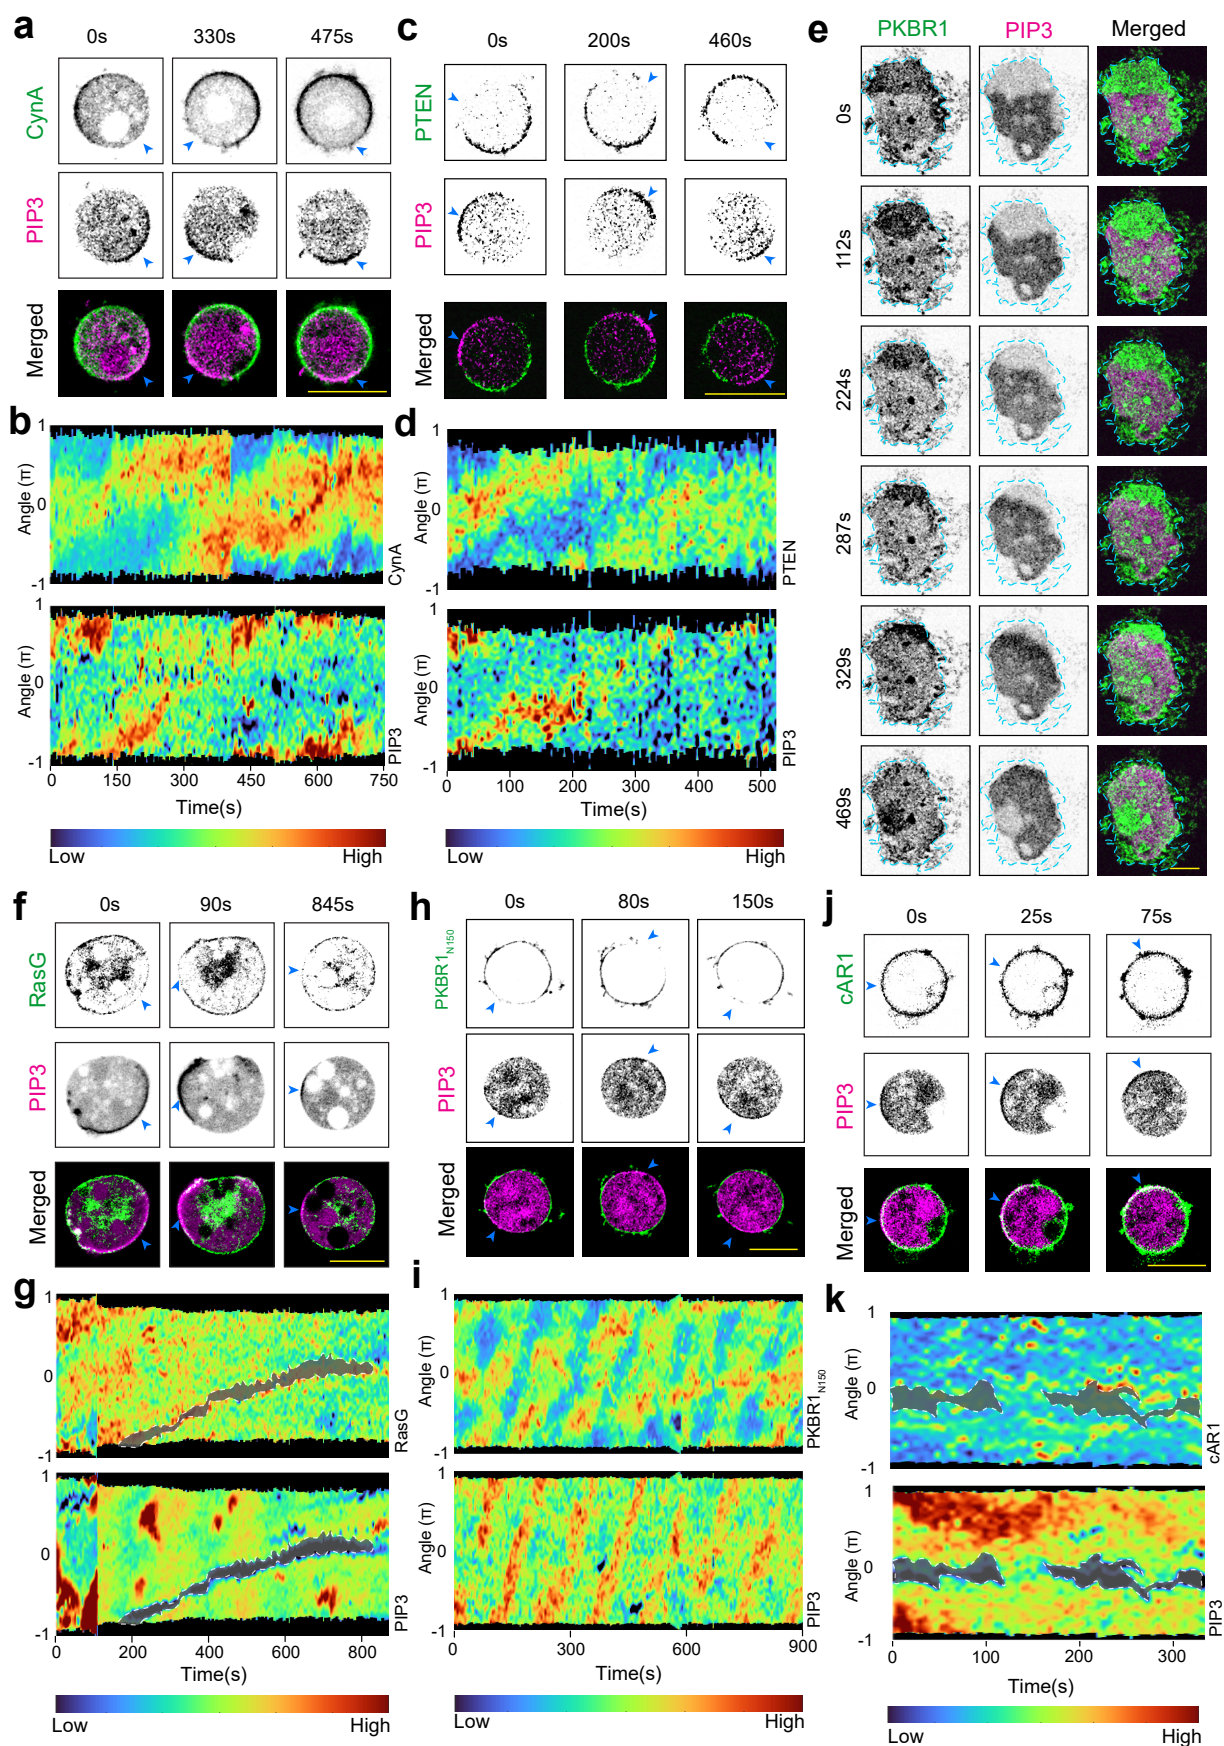 a
0s 330s 475s
CynA
PIP3
Merged
b
1
0
-1
Angle (π)
CynA
1
0
-1
Angle (π)
PIP3
0 150 300 450 600 750
Time(s)
Low High
c
0s 200s 460s
PTEN
PIP3
Merged
d
1
0
-1
Angle (π)
PTEN
1
0
-1
Angle (π)
PIP3
0 100 200 300 400 500
Time(s)
Low High
e
PKBR1 PIP3 Merged
0s
112s
224s
287s
329s
469s
f
0s 90s 845s
RasG
PIP3
Merged
g
1
0
-1
RasG
1
0
-1
PIP3
0 200 400 600 800
Time(s)
Low High
h
0s 80s 150s
PKBR1N150
PIP3
Merged
i
1
0
-1
Angle (π)
PKBR1N150
1
0
-1
Angle (π)
PIP3
0 300 600 900
Time(s)
Low High
j
0s 25s 75s
cAR1
PIP3
Merged
k
1
0
-1
Angle (π)
cAR1
1
0
-1
Angle (π)
PIP3
0 100 200 300
Time(s)
Low High